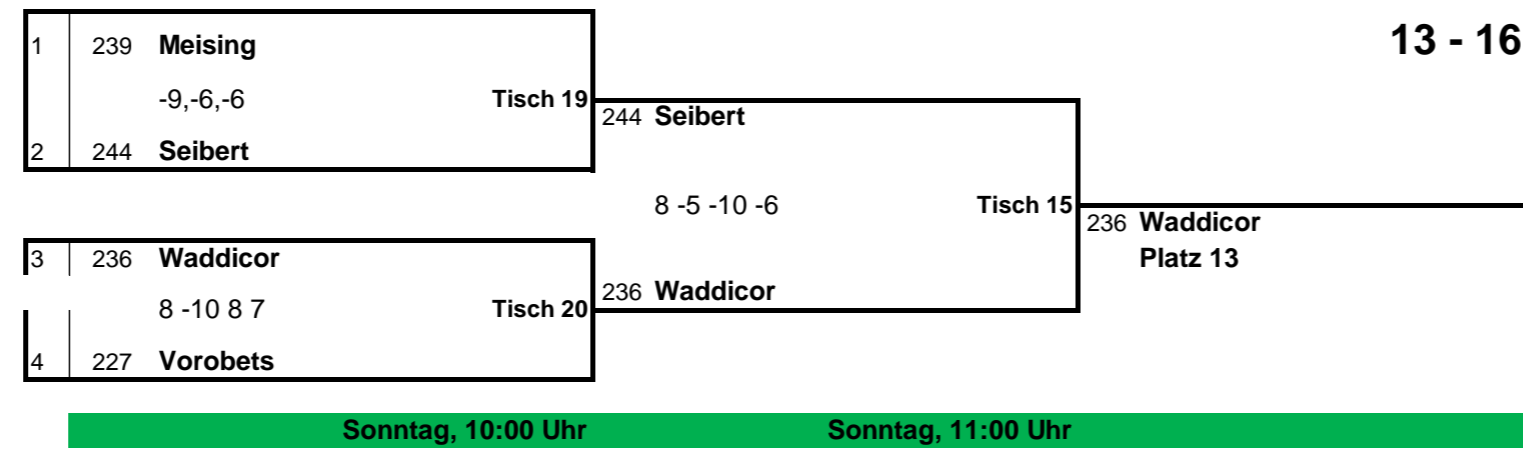 13 - 16
1 239 Meising
-9,-6,-6 Tisch 19
244 Seibert
2 244 Seibert
8 -5 -10 -6 Tisch 15
236 Waddicor
Platz 13
3 236 Waddicor
236 Waddicor
8 -10 8 7 Tisch 20
4 227 Vorobets
Sonntag, 10:00 Uhr Sonntag, 11:00 Uhr